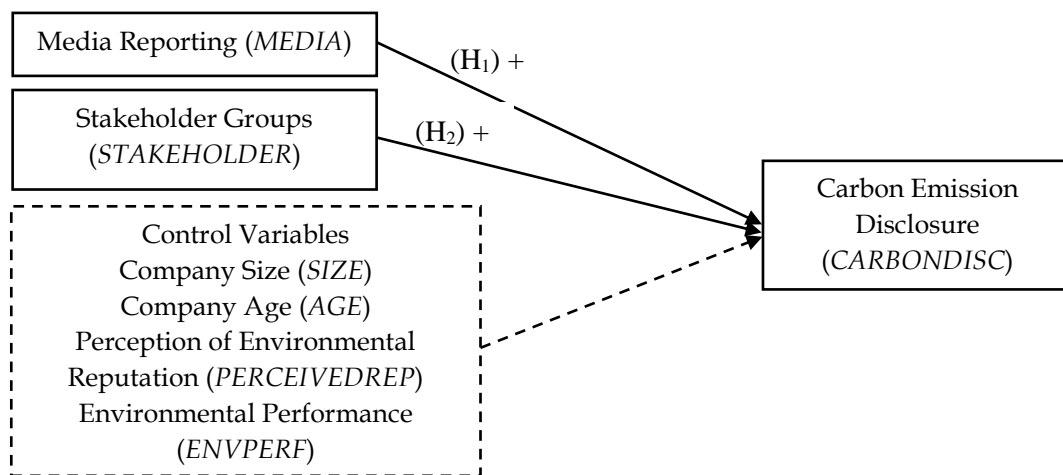 Media Reporting (MEDIA)
(H₁) +
Stakeholder Groups
(STAKEHOLDER)
(H₂) +
Carbon Emission
Disclosure
(CARBONDISC)
Control Variables
Company Size (SIZE)
Company Age (AGE)
Perception of Environmental
Reputation (PERCEIVEDREP)
Environmental Performance
(ENVPERF)